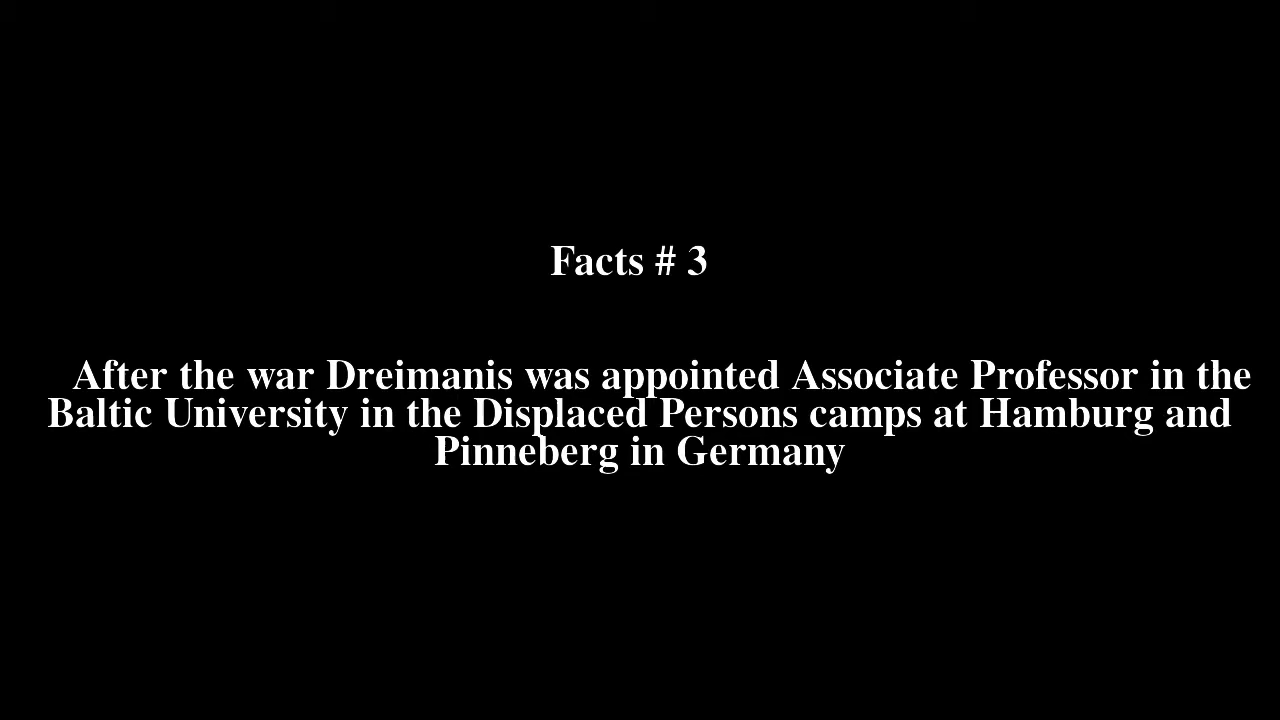 Facts # 3
After the war Dreimanis was appointed Associate Professor in the
Baltic University in the Displaced Persons camps at Hamburg and
Pinneberg in Germany